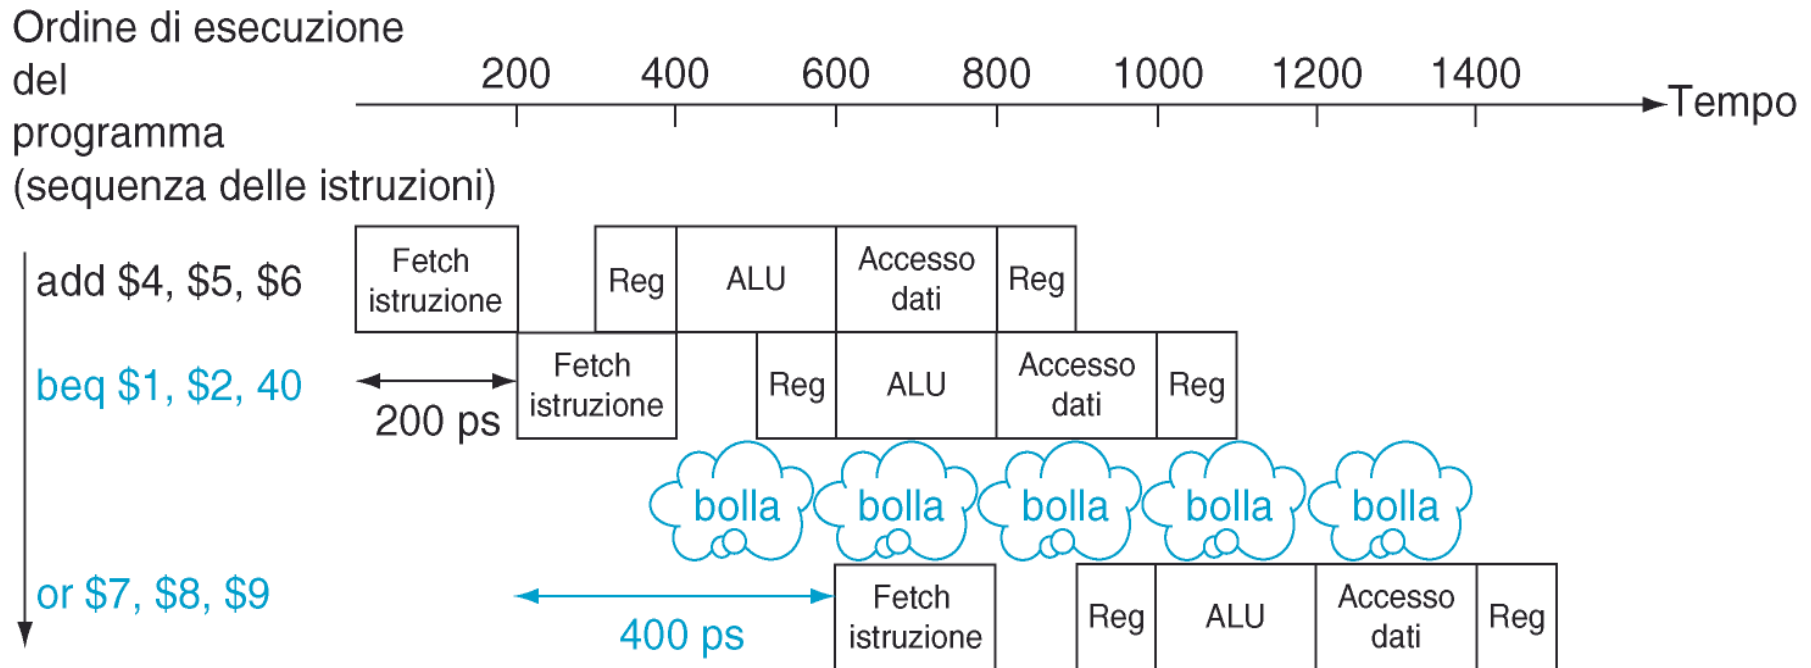 Ordine di esecuzione
del
programma
(sequenza delle istruzioni)
200 400 600 800 1000 1200 1400
Tempo
add $4, $5, $6
Fetch
istruzione
Reg
ALU
Accesso
dati
Reg
beq $1, $2, 40
200 ps
Fetch
istruzione
Reg
ALU
Accesso
dati
Reg
bolla bolla bolla bolla bolla
or $7, $8, $9
400 ps
Fetch
istruzione
Reg
ALU
Accesso
dati
Reg